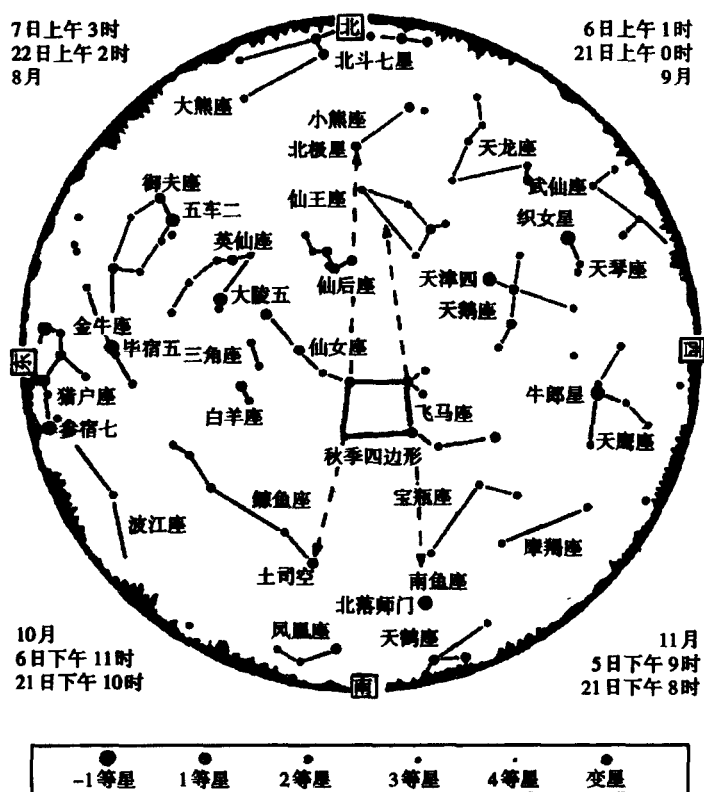 7日上午3时
22日上午2时
8月
北
6日上午1时
21日上午0时
9月
北斗七星
大熊座
小熊座
北极星
天龙座
武仙座
御夫座
五车二
仙王座
织女星
英仙座
天琴座
仙后座
天津四
大陵五
天鹅座
金牛座
毕宿五
三角座
仙女座
东
西
猎户座
白羊座
飞马座
牛郎星
参宿七
秋季四边形
天鹰座
鲸鱼座
宝瓶座
波江座
摩羯座
土司空
南鱼座
北落师门
凤凰座
天鹤座
南
10月
6日下午11时
21日下午10时
11月
5日下午9时
21日下午8时
-1等星
1等星
2等星
3等星
4等星
变星